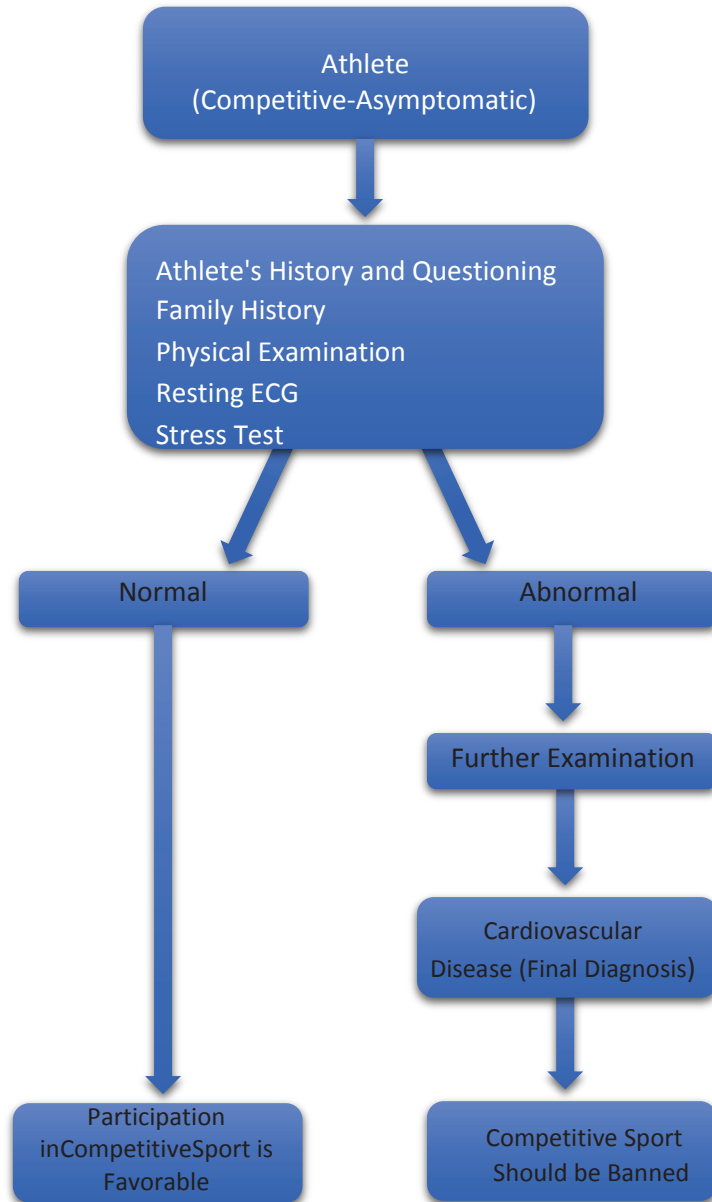 Athlete
(Competitive-Asymptomatic)
Athlete's History and Questioning
Family History
Physical Examination
Resting ECG
Stress Test
Normal
Abnormal
Further Examination
Cardiovascular
Disease (Final Diagnosis)
Participation
inCompetitiveSport is
Favorable
Competitive Sport
Should be Banned